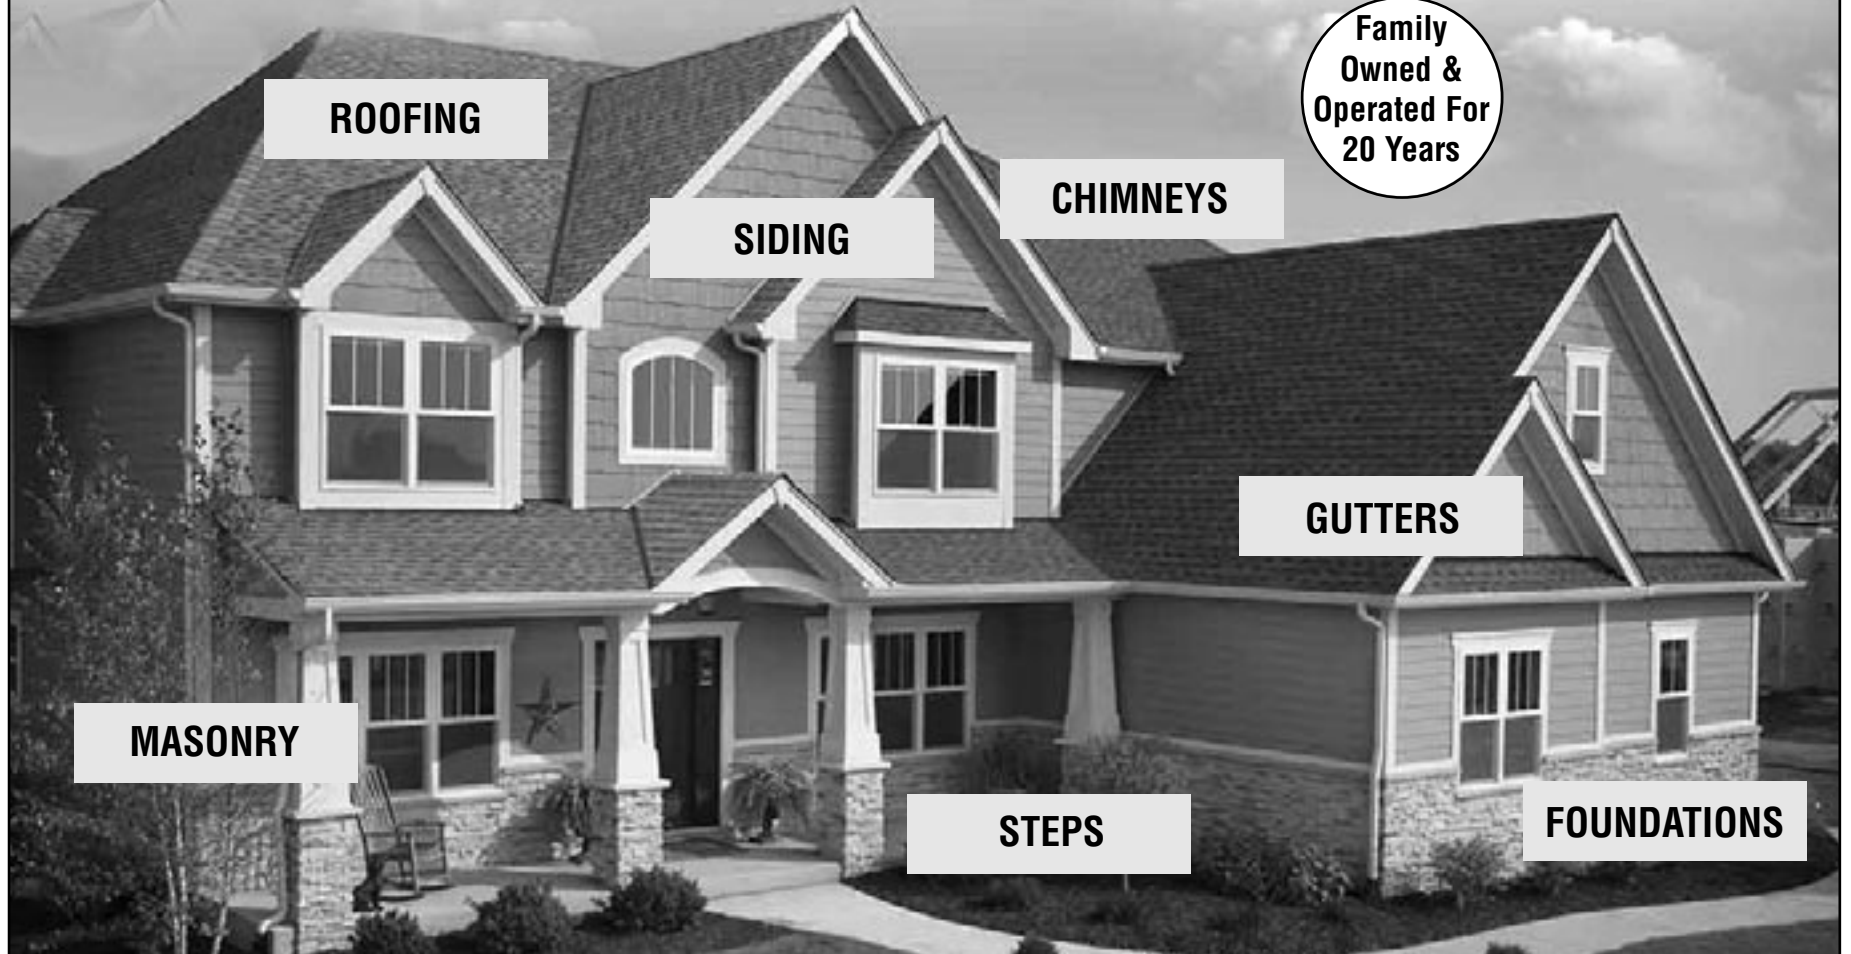 Family
Owned &
Operated For
20 Years
ROOFING
CHIMNEYS
SIDING
GUTTERS
MASONRY
STEPS
FOUNDATIONS